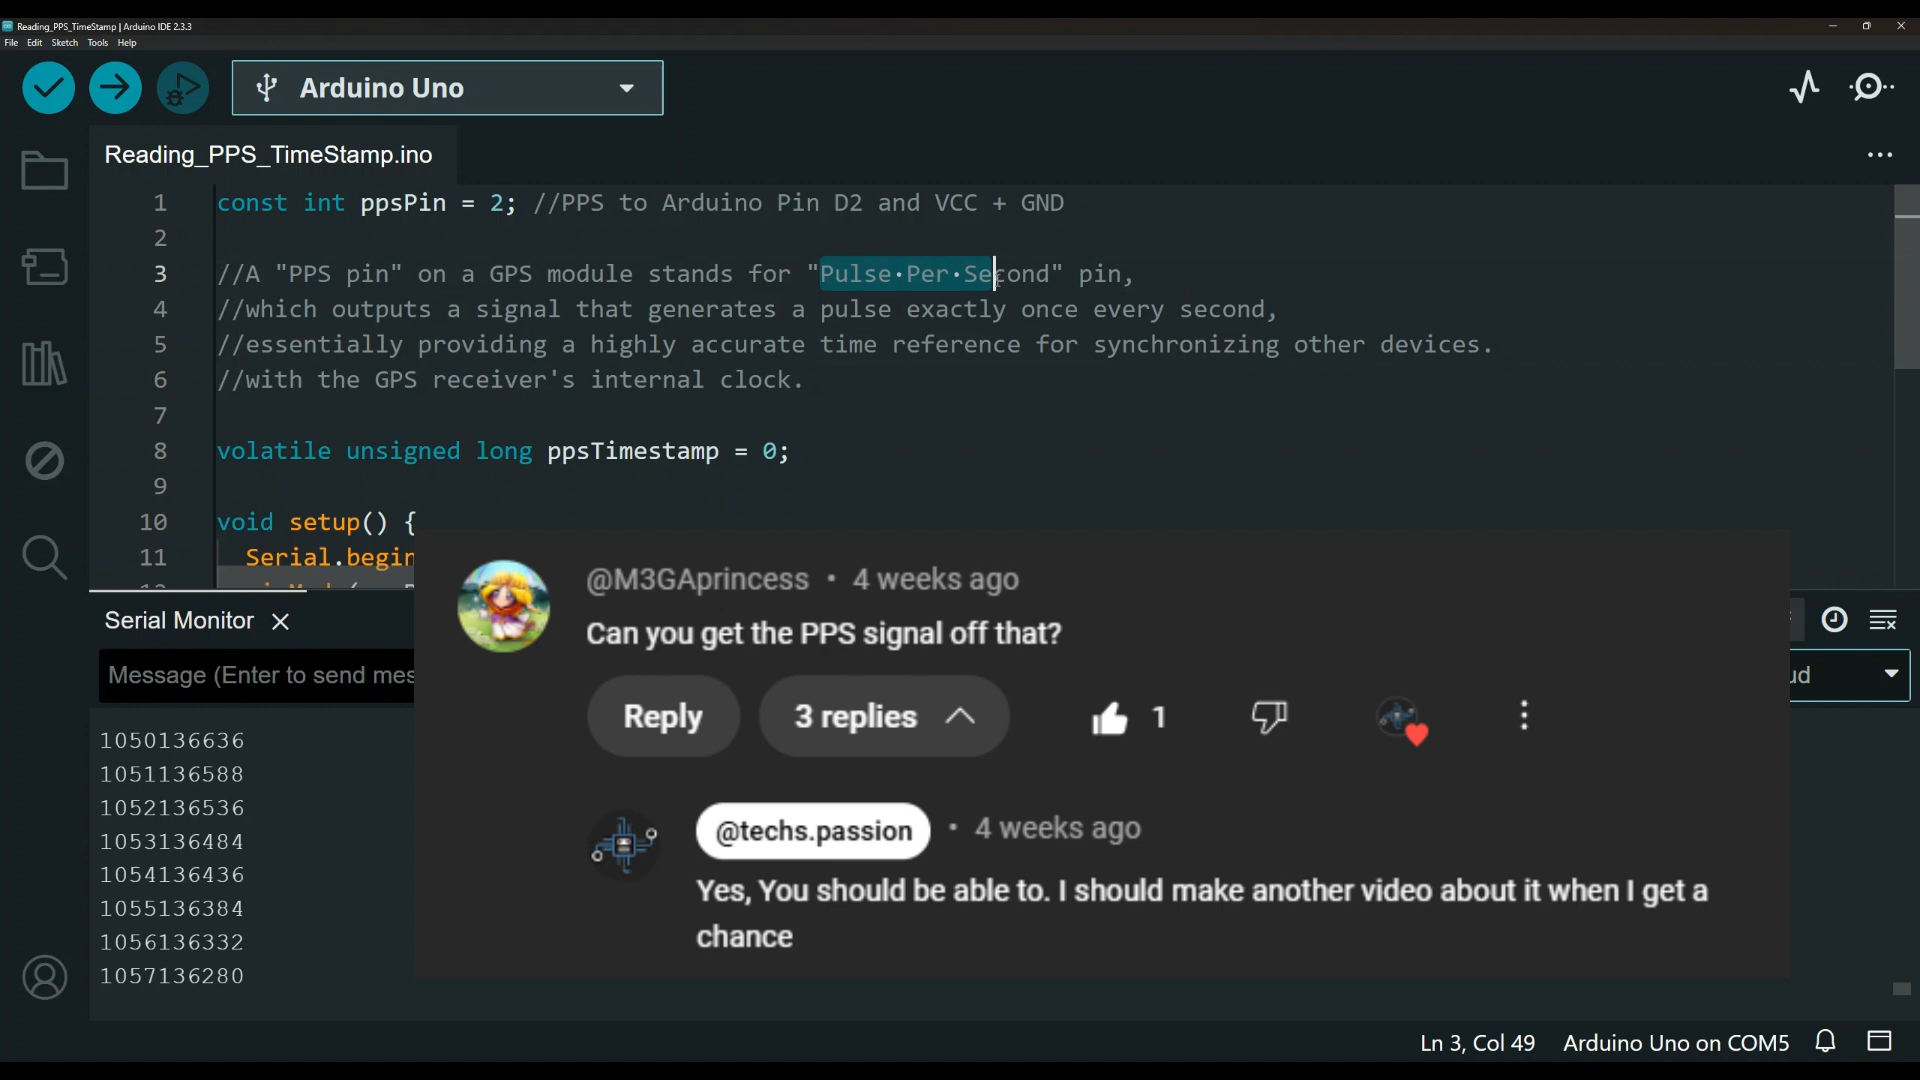 Reading_PPS_TimeStamp | Arduino IDE 2.3.3
File Edit Sketch Tools Help
Arduino Uno
Reading_PPS_TimeStamp.ino
1 const int ppsPin = 2; //PPS to Arduino Pin D2 and VCC + GND
2
3 //A "PPS pin" on a GPS module stands for "Pulse·Per·Second" pin,
4 //which outputs a signal that generates a pulse exactly once every second,
5 //essentially providing a highly accurate time reference for synchronizing other devices.
6 //with the GPS receiver's internal clock.
7
8 volatile unsigned long ppsTimestamp = 0;
9
10 void setup() {
11 Serial.begin
@M3GAprincess • 4 weeks ago
Can you get the PPS signal off that?
Reply 3 replies 1
@techs.passion • 4 weeks ago
Yes, You should be able to. I should make another video about it when I get a
chance
Serial Monitor
Message (Enter to send mes
ud
1050136636
1051136588
1052136536
1053136484
1054136436
1055136384
1056136332
1057136280
Ln 3, Col 49 Arduino Uno on COM5